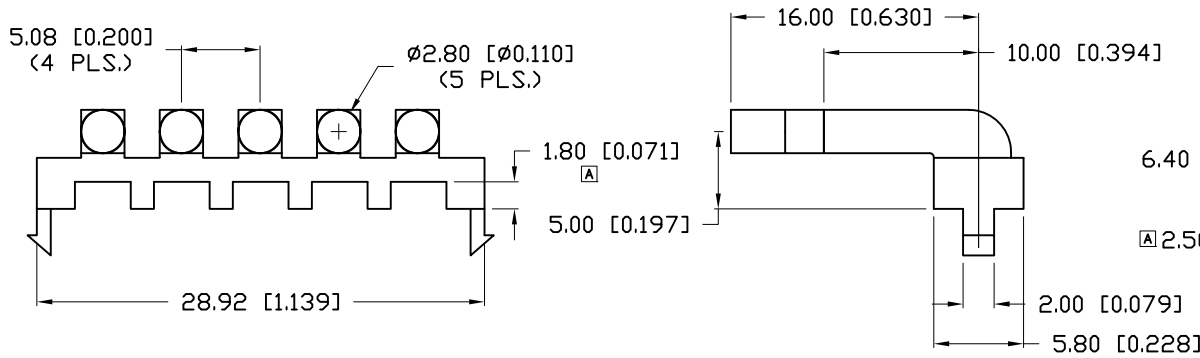 5.08 [0.200]
(4 PLS.)
Ø2.80 [Ø0.110]
(5 PLS.)
1.80 [0.071]
A
5.00 [0.197]
28.92 [1.139]
16.00 [0.630]
10.00 [0.394]
6.40
A 2.50
2.00 [0.079]
5.80 [0.228]